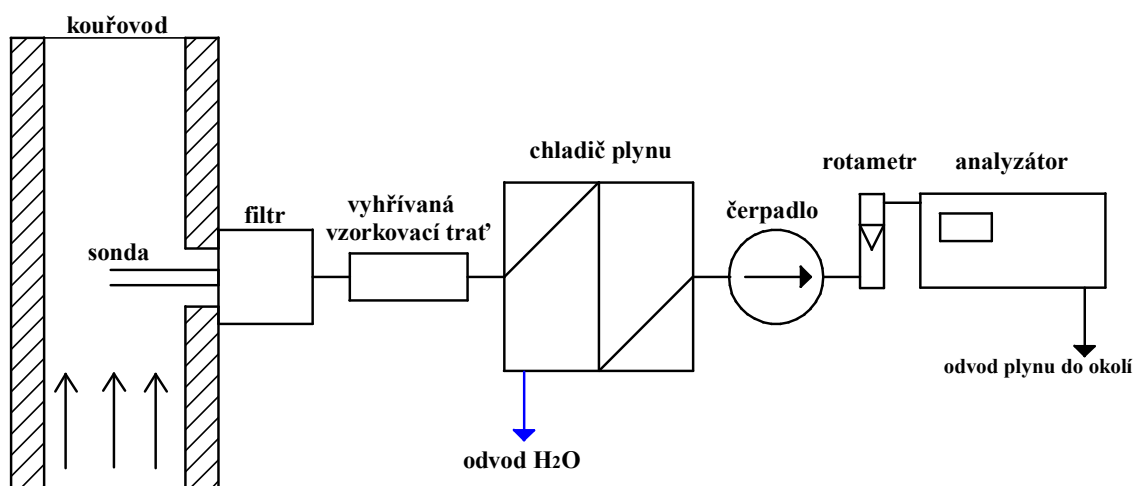 kouřovod
chladič plynu
rotametr
analyzátor
vyhřívaná
vzorkovací trať
filtr
čerpadlo
sonda
odvod plynu do okolí
odvod H₂O